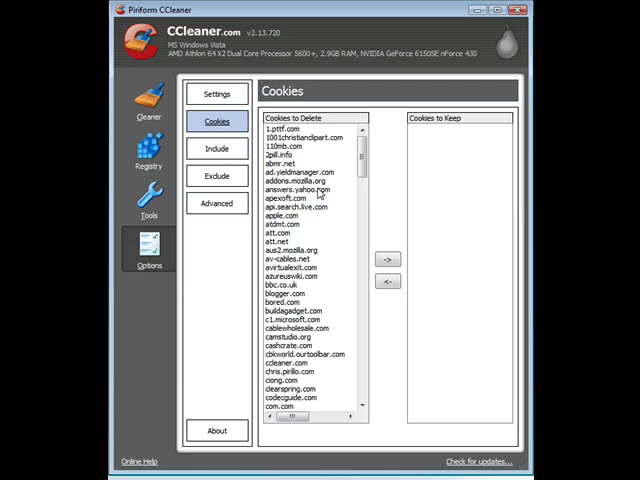 Piriform CCleaner
CCleaner.com v2.13.720
MS Windows Vista
AMD Athlon 64 X2 Dual Core Processor 5600+, 2.9GB RAM, NVIDIA GeForce 6150SE nForce 430
Cleaner
Registry
Tools
Options
Settings
Cookies
Include
Exclude
Advanced
About
Cookies
Cookies to Delete
1.pttf.com
1001christianclipart.com
110mb.com
2pill.info
abmr.net
ad.yieldmanager.com
addons.mozilla.org
answers.yahoo.com
apexoft.com
api.search.live.com
apple.com
atdmt.com
att.com
att.net
aus2.mozilla.org
av-cables.net
avirtualexit.com
azureuswiki.com
bbc.co.uk
blogger.com
bored.com
buildagadget.com
c1.microsoft.com
cablewholesale.com
camstudio.org
cashcrate.com
cbkworld.ourtoolbar.com
ccleaner.com
chris.pirillo.com
ciong.com
clearspring.com
codecguide.com
com.com
->
<-
Cookies to Keep
Online Help
Check for updates...